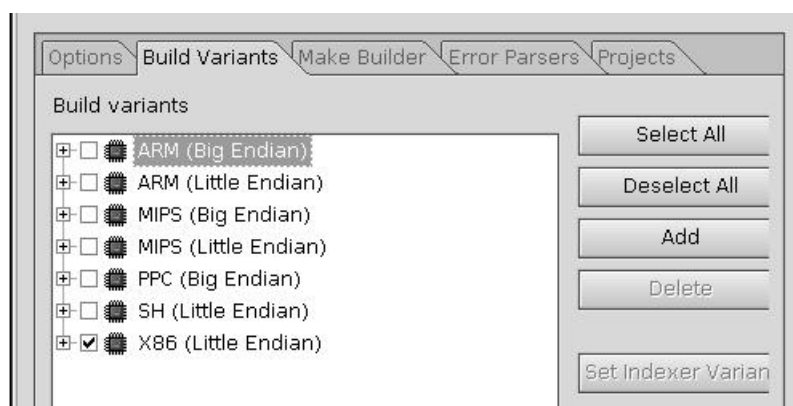 Options Build Variants Make Builder Error Parsers Projects
Build variants
ARM (Big Endian)
ARM (Little Endian)
MIPS (Big Endian)
MIPS (Little Endian)
PPC (Big Endian)
SH (Little Endian)
X86 (Little Endian)
Select All
Deselect All
Add
Delete
Set Indexer Varian